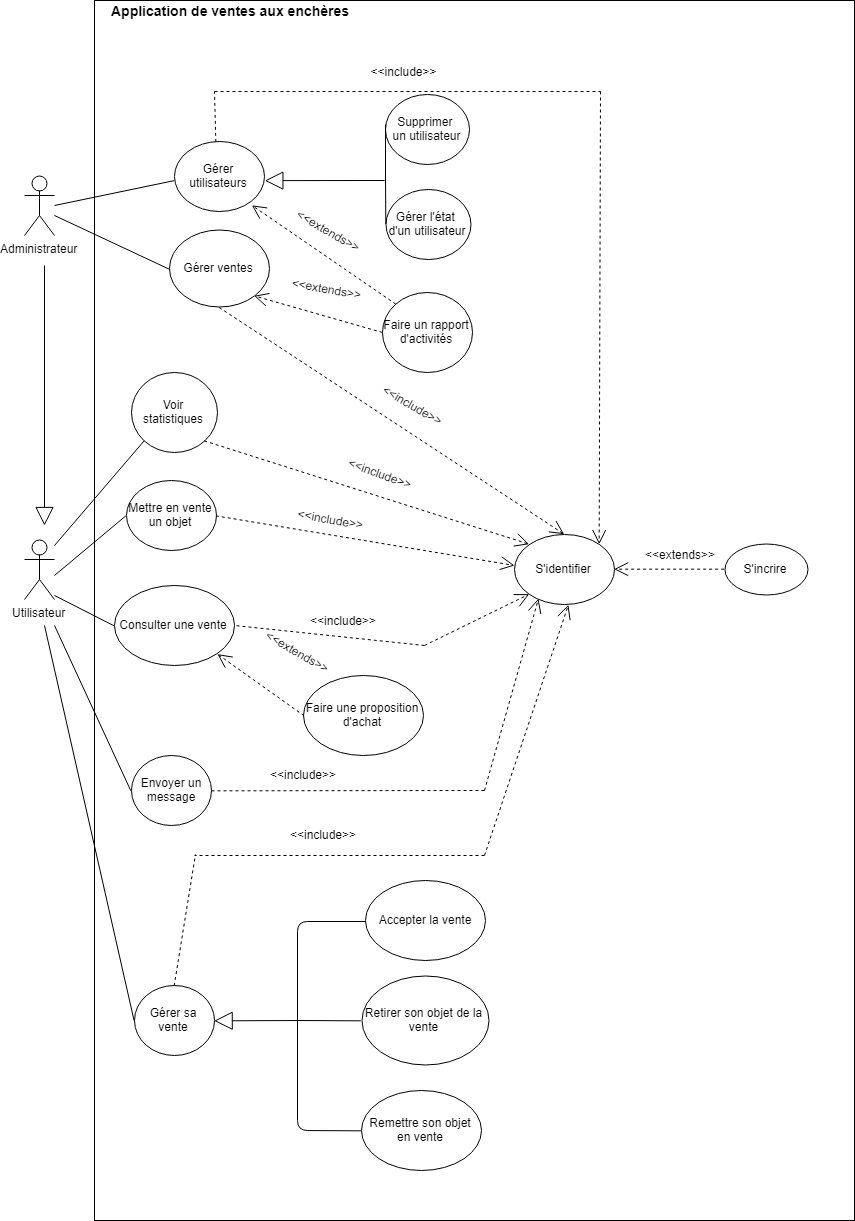 Application de ventes aux enchères
<<include>>
Supprimer
un utilisateur
Gérer
utilisateurs
Gérer l'état
d'un utilisateur
<<extends>>
Administrateur
Gérer ventes
<<extends>>
Faire un rapport
d'activités
<<include>>
Voir
statistiques
<<include>>
Mettre en vente
un objet
<<include>>
S'identifier
<<extends>>
S'incrire
Utilisateur
Consulter une vente
<<include>>
<<extends>>
Faire une proposition
d'achat
Envoyer un
message
<<include>>
<<include>>
Accepter la vente
Gérer sa
vente
Retirer son objet de la
vente
Remettre son objet
en vente